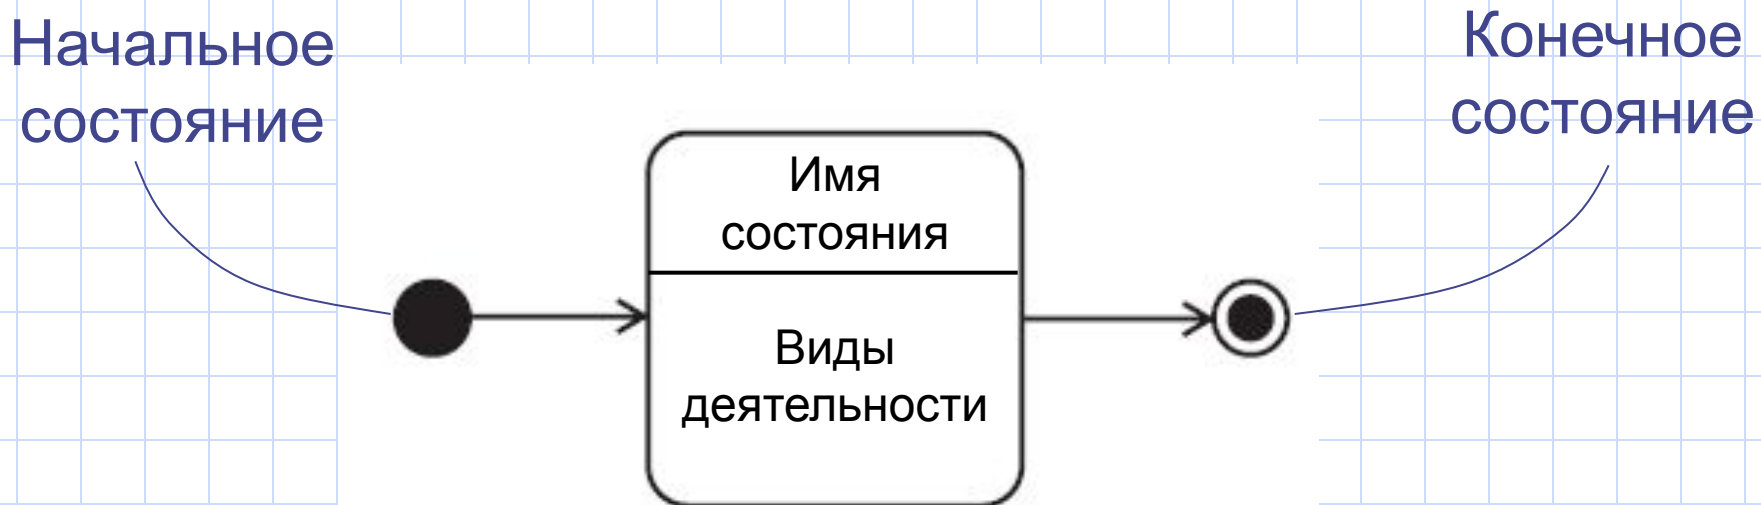 Начальное
состояние
Конечное
состояние
Имя
состояния
Виды
деятельности